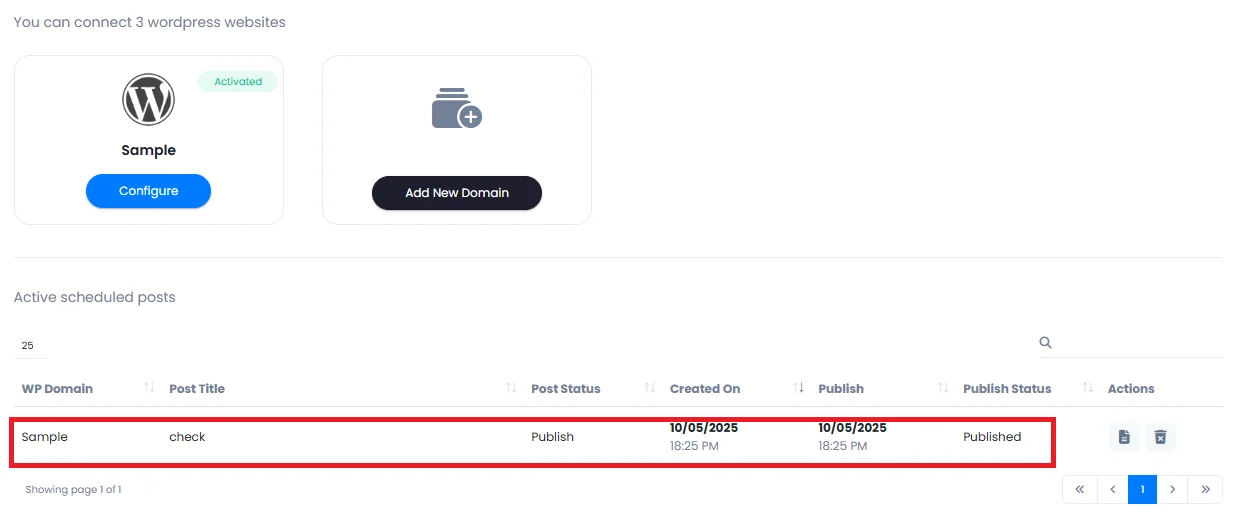 You can connect 3 wordpress websites
Activated
Sample
Configure
Add New Domain
Active scheduled posts
25
WP Domain Post Title Post Status Created On Publish Publish Status Actions
Sample check Publish 10/05/2025 10/05/2025 Published
18:25 PM 18:25 PM
Showing page 1 of 1
« ‹ 1 › »